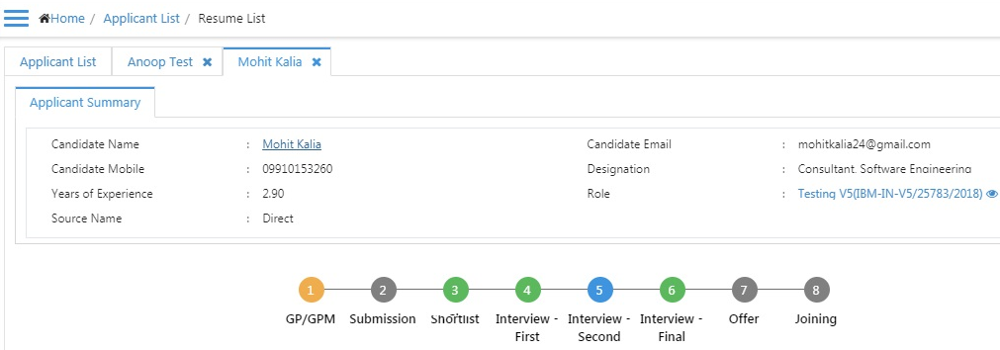 Home / Applicant List / Resume List
Applicant List Anoop Test Mohit Kalia
Applicant Summary
Candidate Name : Mohit Kalia Candidate Email : mohitkalia24@gmail.com
Candidate Mobile : 09910153260 Designation : Consultant, Software Engineering
Years of Experience : 2.90 Role : Testing V5(IBM-IN-V5/25783/2018)
Source Name : Direct
1 2 3 4 5 6 7 8
GP/GPM Submission Shortlist Interview - Interview - Interview - Offer Joining
First Second Final